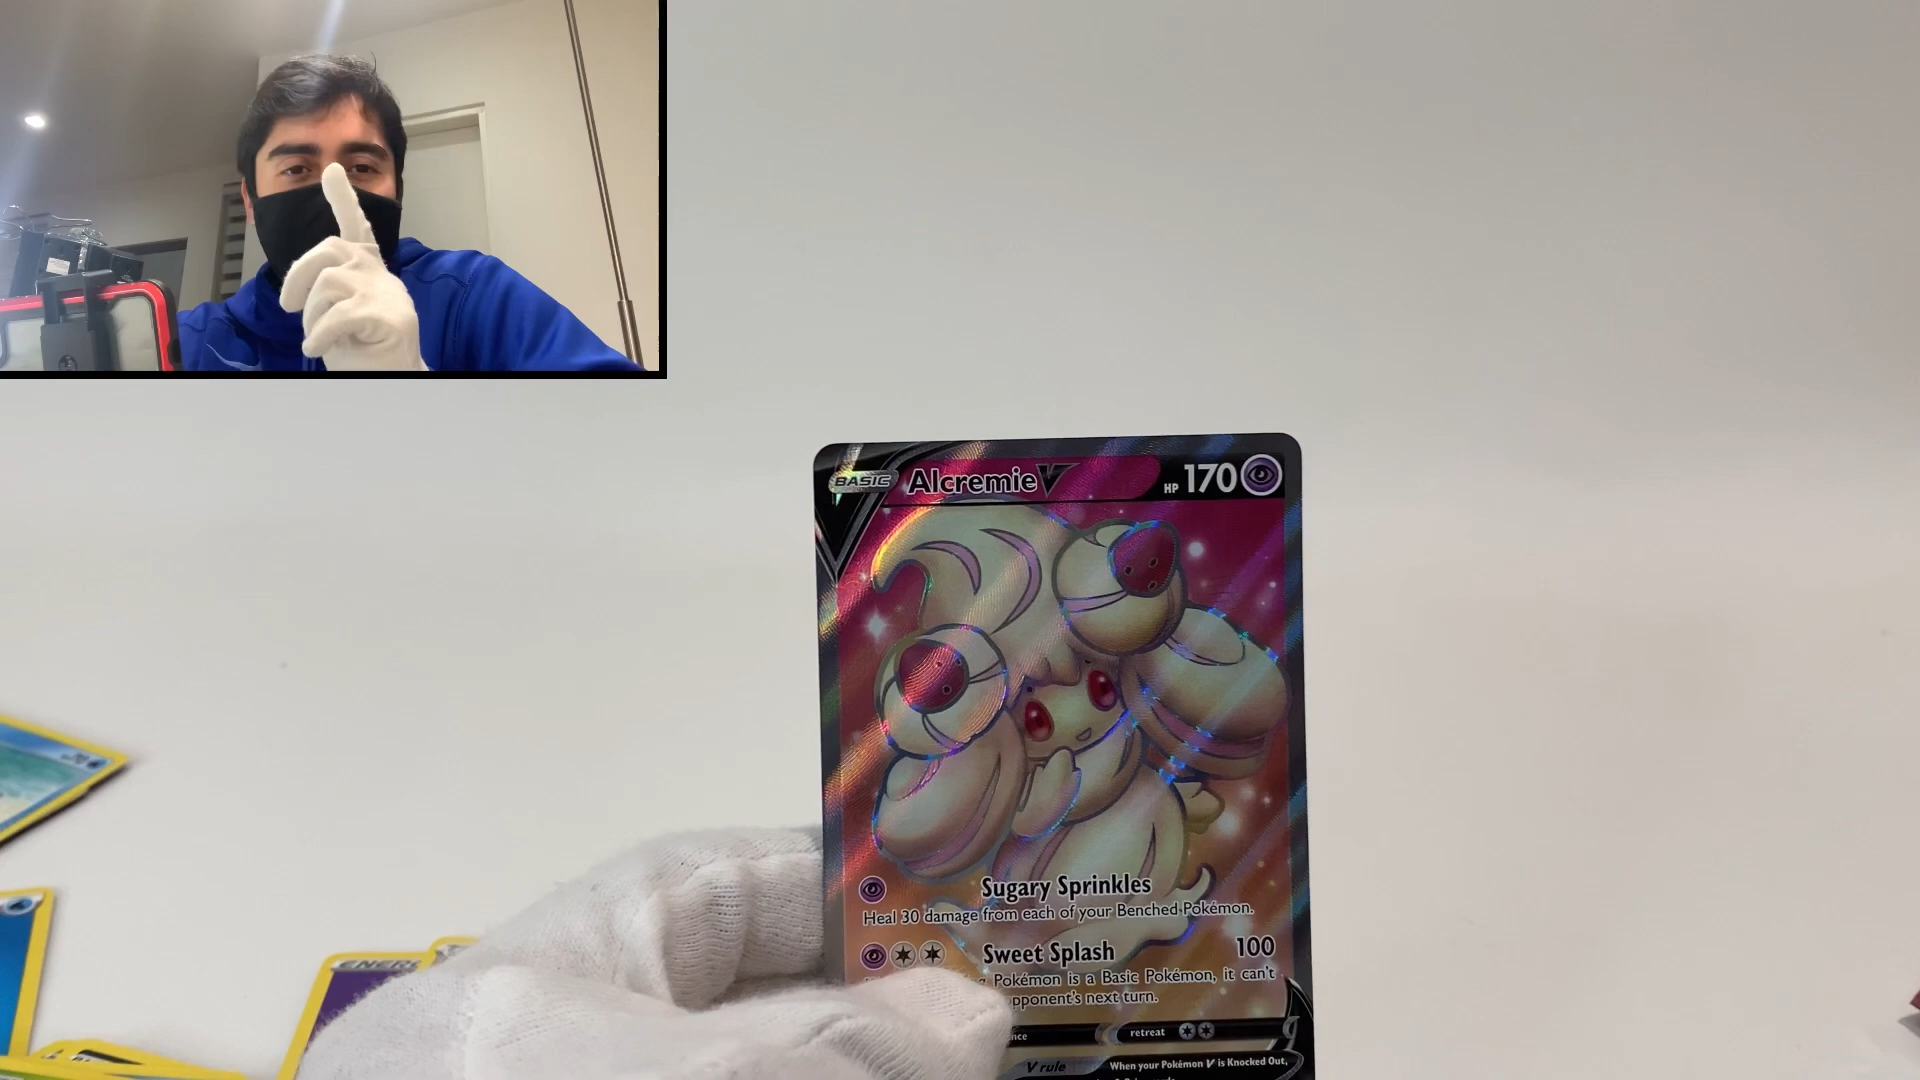 BASIC Alcremie V HP 170
Sugary Sprinkles
Heal 30 damage from each of your Benched Pokémon.
Sweet Splash 100
Pokémon is a Basic Pokémon, it can't
opponent's next turn.
retreat
V rule When your Pokémon V is Knocked Out,
ENERG